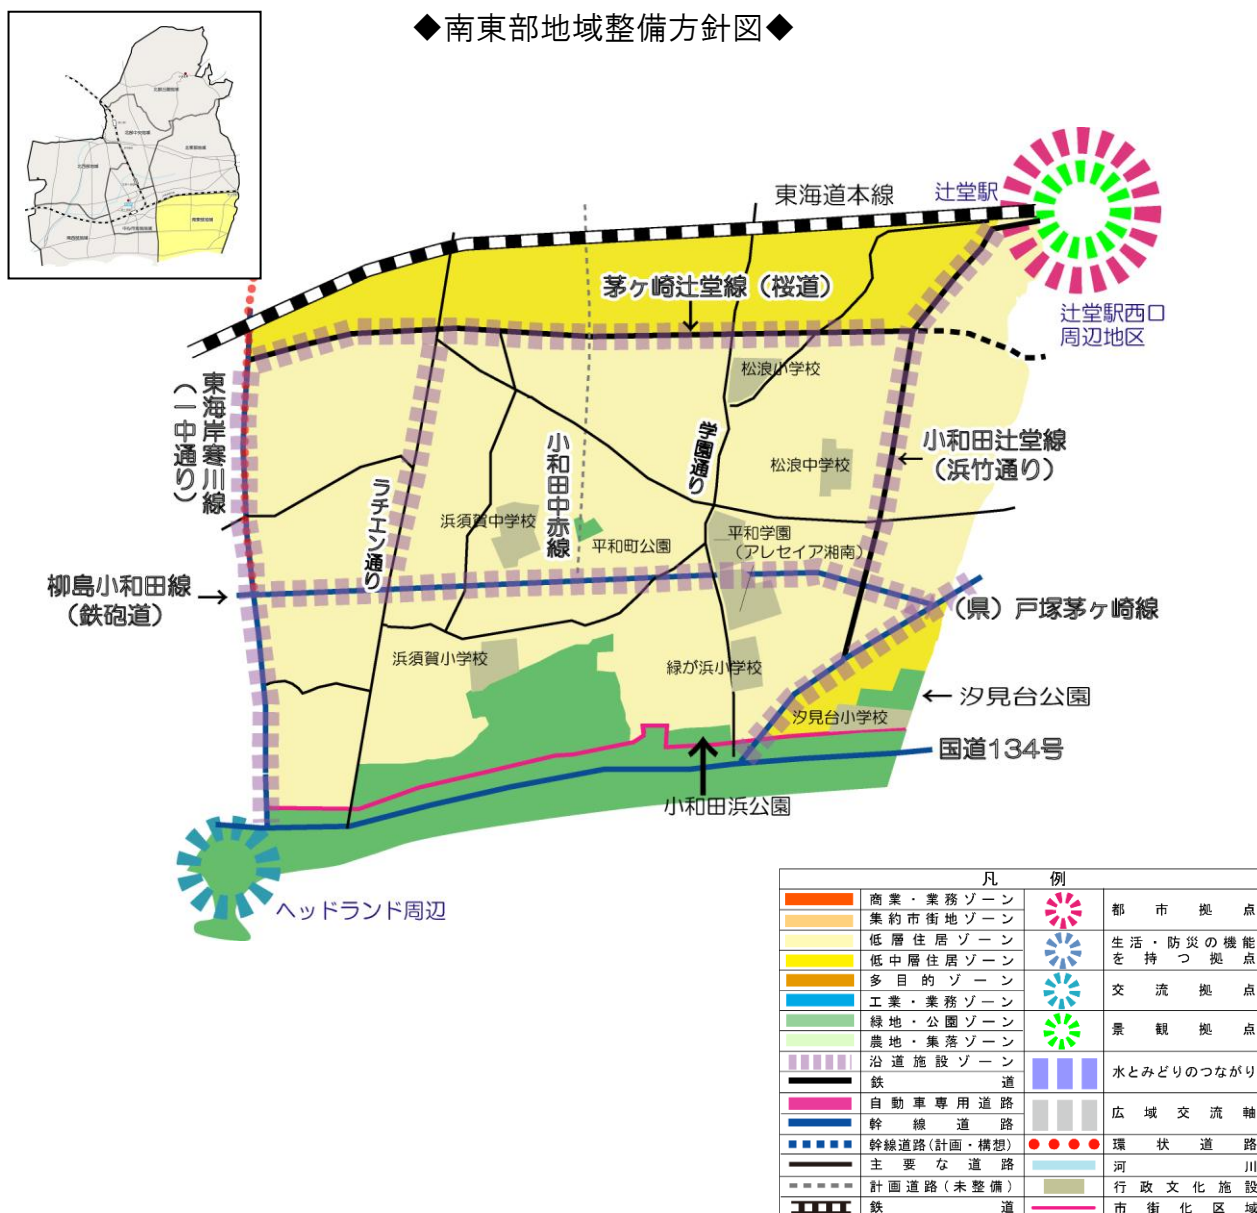 ◆南東部地域整備方針図◆
東海道本線
辻堂駅
茅ヶ崎辻堂線（桜道）
辻堂駅西口
周辺地区
松浪小学校
東海岸寒川線
（一中通り）
小和田中赤線
学園通り
小和田辻堂線
（浜竹通り）
松浪中学校
ラチエン通り
浜須賀中学校
平和町公園
平和学園
（アレセイア湘南）
柳島小和田線
（鉄砲道）
（県）戸塚茅ヶ崎線
浜須賀小学校
緑が浜小学校
汐見台公園
汐見台小学校
国道134号
小和田浜公園
ヘッドランド周辺
凡例
商業・業務ゾーン
集約市街地ゾーン
低層住居ゾーン
低中層住居ゾーン
多目的ゾーン
工業・業務ゾーン
緑地・公園ゾーン
農地・集落ゾーン
沿道施設ゾーン
鉄道
自動車専用道路
幹線道路
幹線道路(計画・構想)
主要な道路
計画道路(未整備)
鉄道
都市拠点
生活・防災の機能
を持つ拠点
交流拠点
景観拠点
水とみどりのつながり
広域交流軸
環状道路
河川
行政文化施設
市街化区域